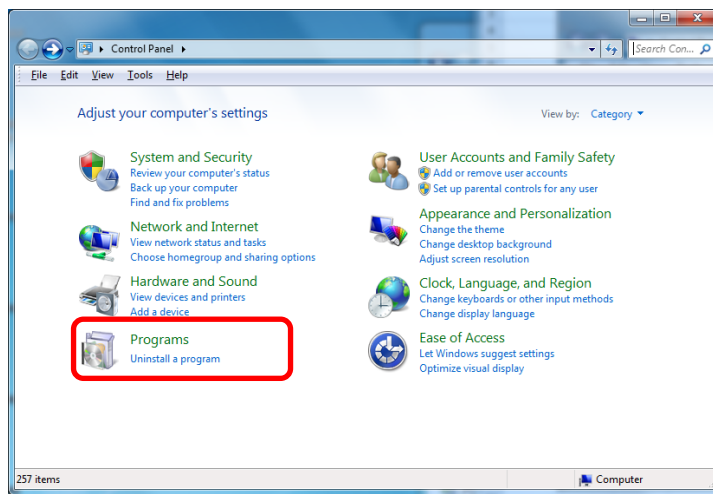 Control Panel
Search Con...
File Edit View Tools Help
Adjust your computer's settings
View by: Category
System and Security
Review your computer's status
Back up your computer
Find and fix problems
Network and Internet
View network status and tasks
Choose homegroup and sharing options
Hardware and Sound
View devices and printers
Add a device
Programs
Uninstall a program
User Accounts and Family Safety
Add or remove user accounts
Set up parental controls for any user
Appearance and Personalization
Change the theme
Change desktop background
Adjust screen resolution
Clock, Language, and Region
Change keyboards or other input methods
Change display language
Ease of Access
Let Windows suggest settings
Optimize visual display
257 items
Computer